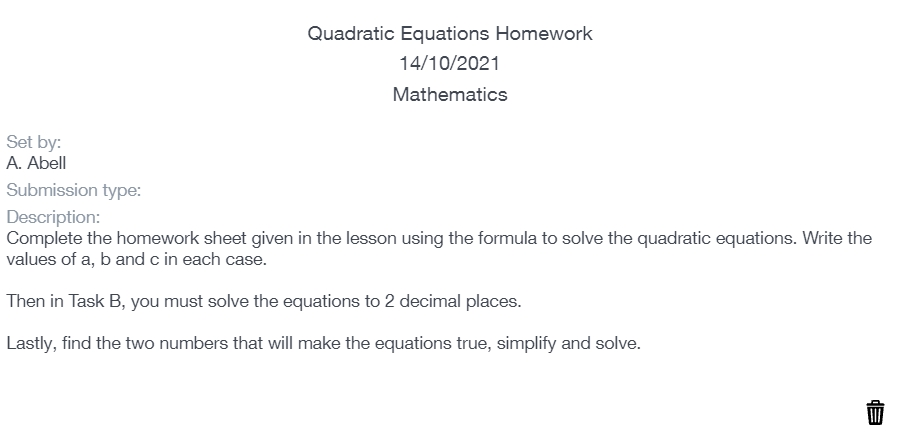 Quadratic Equations Homework
14/10/2021
Mathematics
Set by:
A. Abell
Submission type:
Description:
Complete the homework sheet given in the lesson using the formula to solve the quadratic equations. Write the
values of a, b and c in each case.
Then in Task B, you must solve the equations to 2 decimal places.
Lastly, find the two numbers that will make the equations true, simplify and solve.